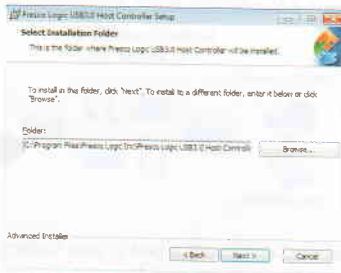 Fresco Logic USB3.0 Host Controller Setup
Select Installation Folder
This is the folder where Fresco Logic USB3.0 Host Controller will be installed.
To install in this folder, click "Next". To install to a different folder, enter it below or click
"Browse".
Folder:
C:\Program Files\Fresco Logic Inc\Fresco Logic USB3.0 Host Controll
Browse...
Advanced Installer
< Back
Next >
Cancel